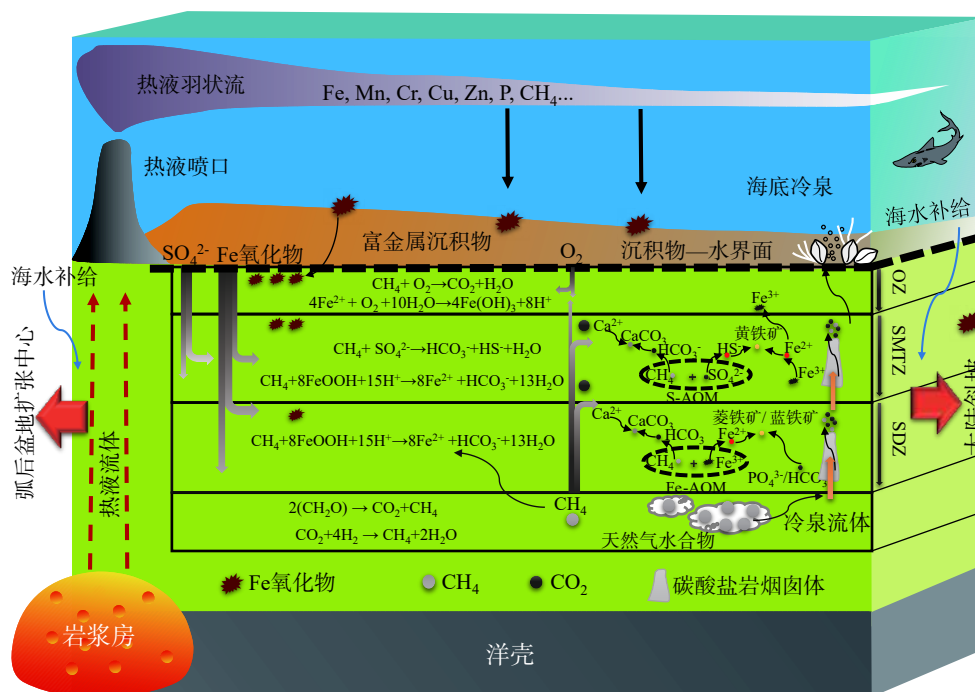 热液羽状流
Fe, Mn, Cr, Cu, Zn, P, CH₄...
热液喷口
海底冷泉
海水补给
富金属沉积物
沉积物—水界面
SO₄²⁻
Fe氧化物
O₂
海水补给
CH₄+ O₂→CO₂+H₂O
4Fe²⁺ + O₂ +10H₂O→4Fe(OH)₃+8H⁺
OZ
Fe³⁺
Ca²⁺
CaCO₃
HCO₃⁻
HS⁻
黄铁矿
Fe²⁺
CH₄+ SO₄²⁻→HCO₃⁻+HS⁻+H₂O
CH₄+8FeOOH+15H⁺→8Fe²⁺ +HCO₃⁻+13H₂O
CH₄ + SO₄²⁻
Fe³⁺
S-AOM
SMTZ
弧后盆地扩张中心
热液流体
Ca²⁺
CaCO₃
HCO₃
Fe²⁺
菱铁矿/ 蓝铁矿
CH₄+8FeOOH+15H⁺→8Fe²⁺ +HCO₃⁻+13H₂O
CH₄ + Fe³⁺
Fe-AOM
PO₄³⁻/HCO₃
SDZ
CH₄
2(CH₂O) → CO₂+CH₄
CO₂+4H₂ → CH₄+2H₂O
天然气水合物
冷泉流体
Fe氧化物
CH₄
CO₂
碳酸盐岩烟囱体
岩浆房
洋壳